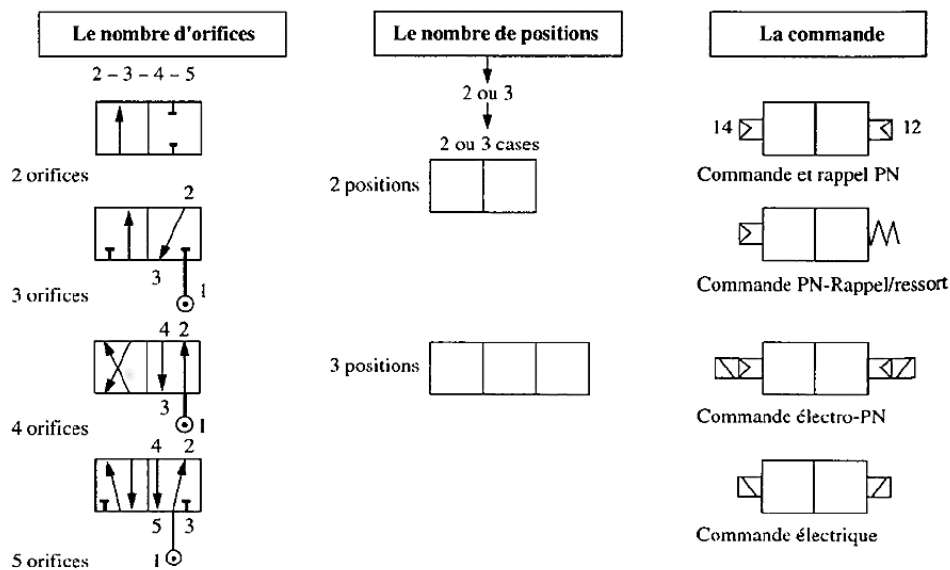 Le nombre d'orifices
2 – 3 – 4 – 5
2 orifices
2
3
1
3 orifices
4 2
3
1
4 orifices
4 2
5 3
1
5 orifices
Le nombre de positions
2 ou 3
2 ou 3 cases
2 positions
3 positions
La commande
14 12
Commande et rappel PN
Commande PN-Rappel/ressort
Commande électro-PN
Commande électrique